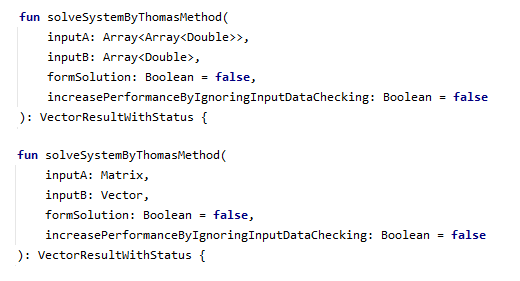 fun solveSystemByThomasMethod(
    inputA: Array<Array<Double>>,
    inputB: Array<Double>,
    formSolution: Boolean = false,
    increasePerformanceByIgnoringInputDataChecking: Boolean = false
): VectorResultWithStatus {
fun solveSystemByThomasMethod(
    inputA: Matrix,
    inputB: Vector,
    formSolution: Boolean = false,
    increasePerformanceByIgnoringInputDataChecking: Boolean = false
): VectorResultWithStatus {